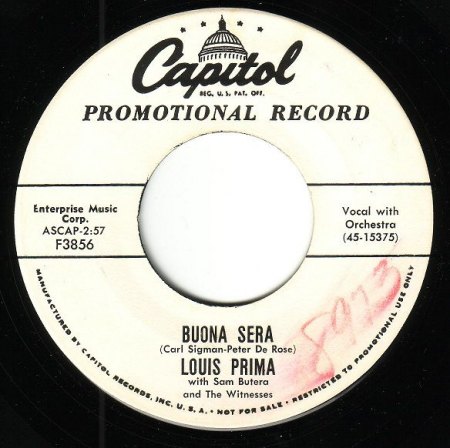 Capitol
REG. U.S. PAT. OFF.
PROMOTIONAL RECORD
Enterprise Music
Corp.
ASCAP-2:57
F3856
Vocal with
Orchestra
(45-15375)
BUONA SERA
(Carl Sigman-Peter De Rose)
LOUIS PRIMA
with Sam Butera
and The Witnesses
8973
MANUFACTURED BY CAPITOL RECORDS, INC. U.S.A. • NOT FOR SALE • RESTRICTED TO PROMOTIONAL USE ONLY